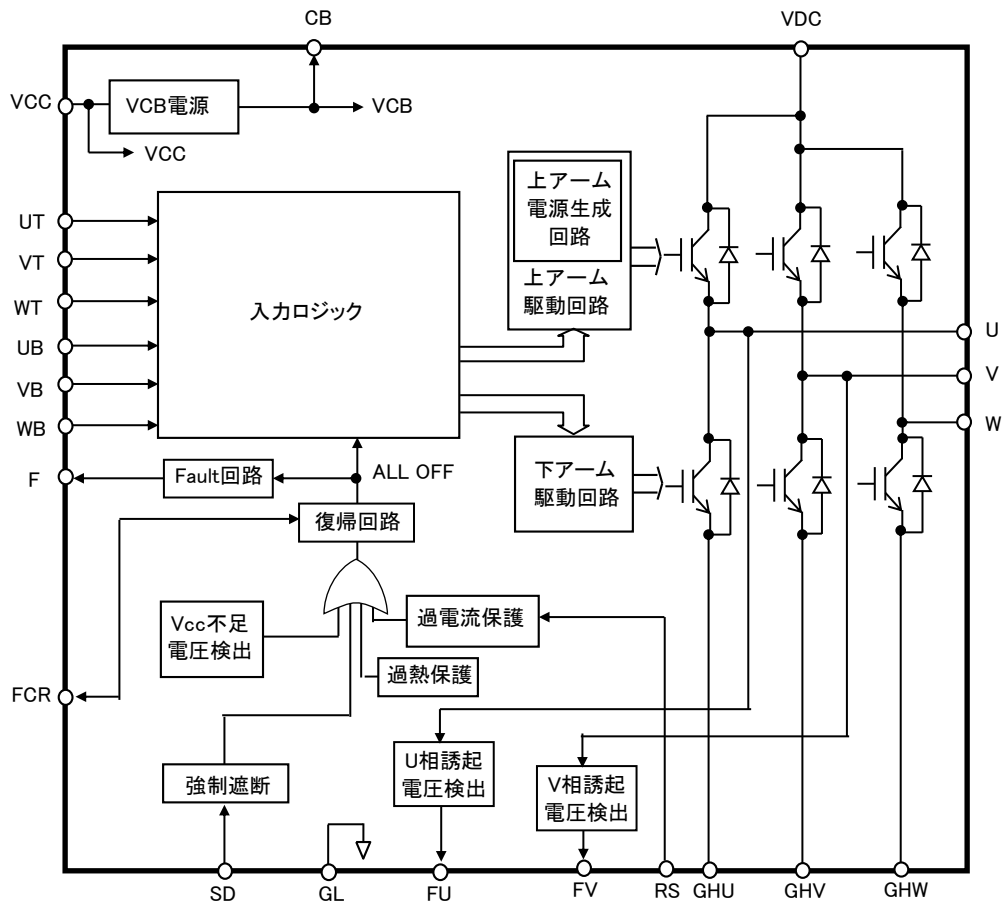 CB
VDC
VCC
VCB電源
VCB
VCC
UT
VT
WT
UB
VB
WB
入力ロジック
上アーム
電源生成
回路
上アーム
駆動回路
U
V
W
F
Fault回路
ALL OFF
下アーム
駆動回路
復帰回路
Vcc不足
電圧検出
過電流保護
過熱保護
FCR
強制遮断
U相誘起
電圧検出
V相誘起
電圧検出
SD
GL
FU
FV
RS
GHU
GHV
GHW